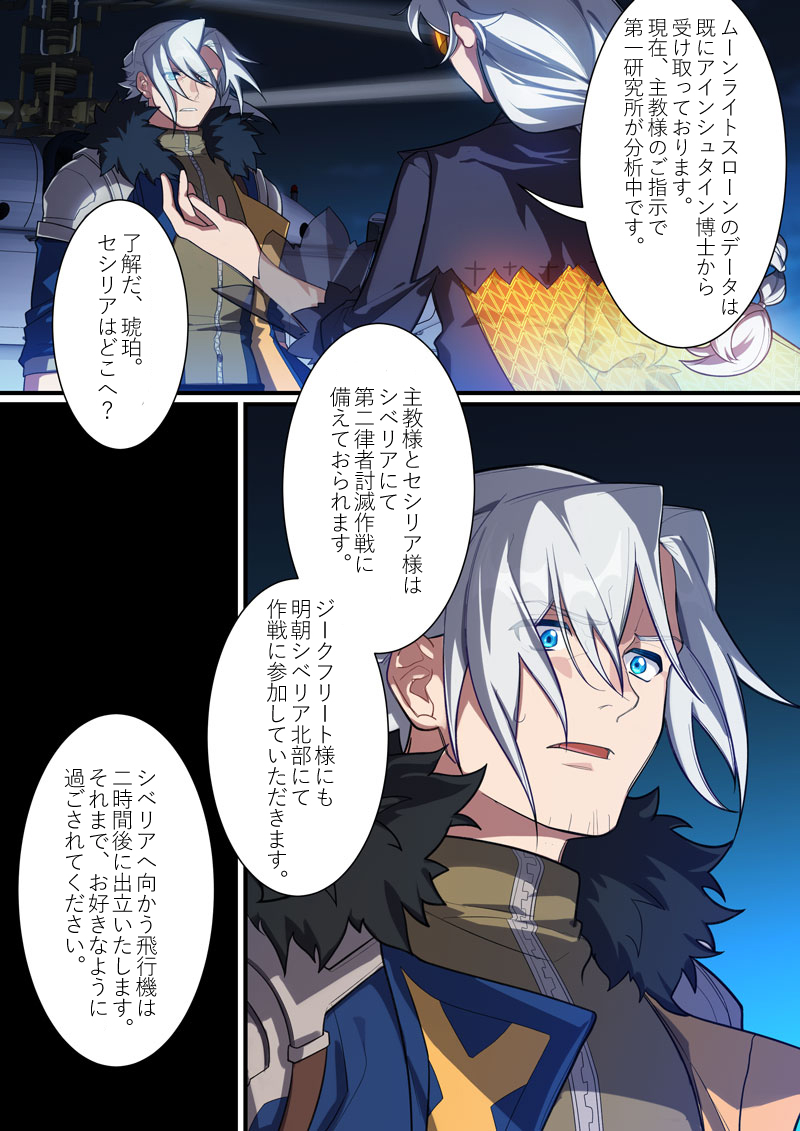 ムーンライトスローンのデータは
既にアインシュタイン博士から
受け取っております。
現在、主教様のご指示で
第一研究所が分析中です。
了解だ、琥珀。
セシリアはどこへ？
主教様とセシリア様は
シベリアにて
第二律者討滅作戦に
備えておられます。
ジークフリート様にも
明朝シベリア北部にて
作戦に参加していただきます。
シベリアへ向かう飛行機は
二時間後に出立いたします。
それまで、お好きなように
過ごされてください。